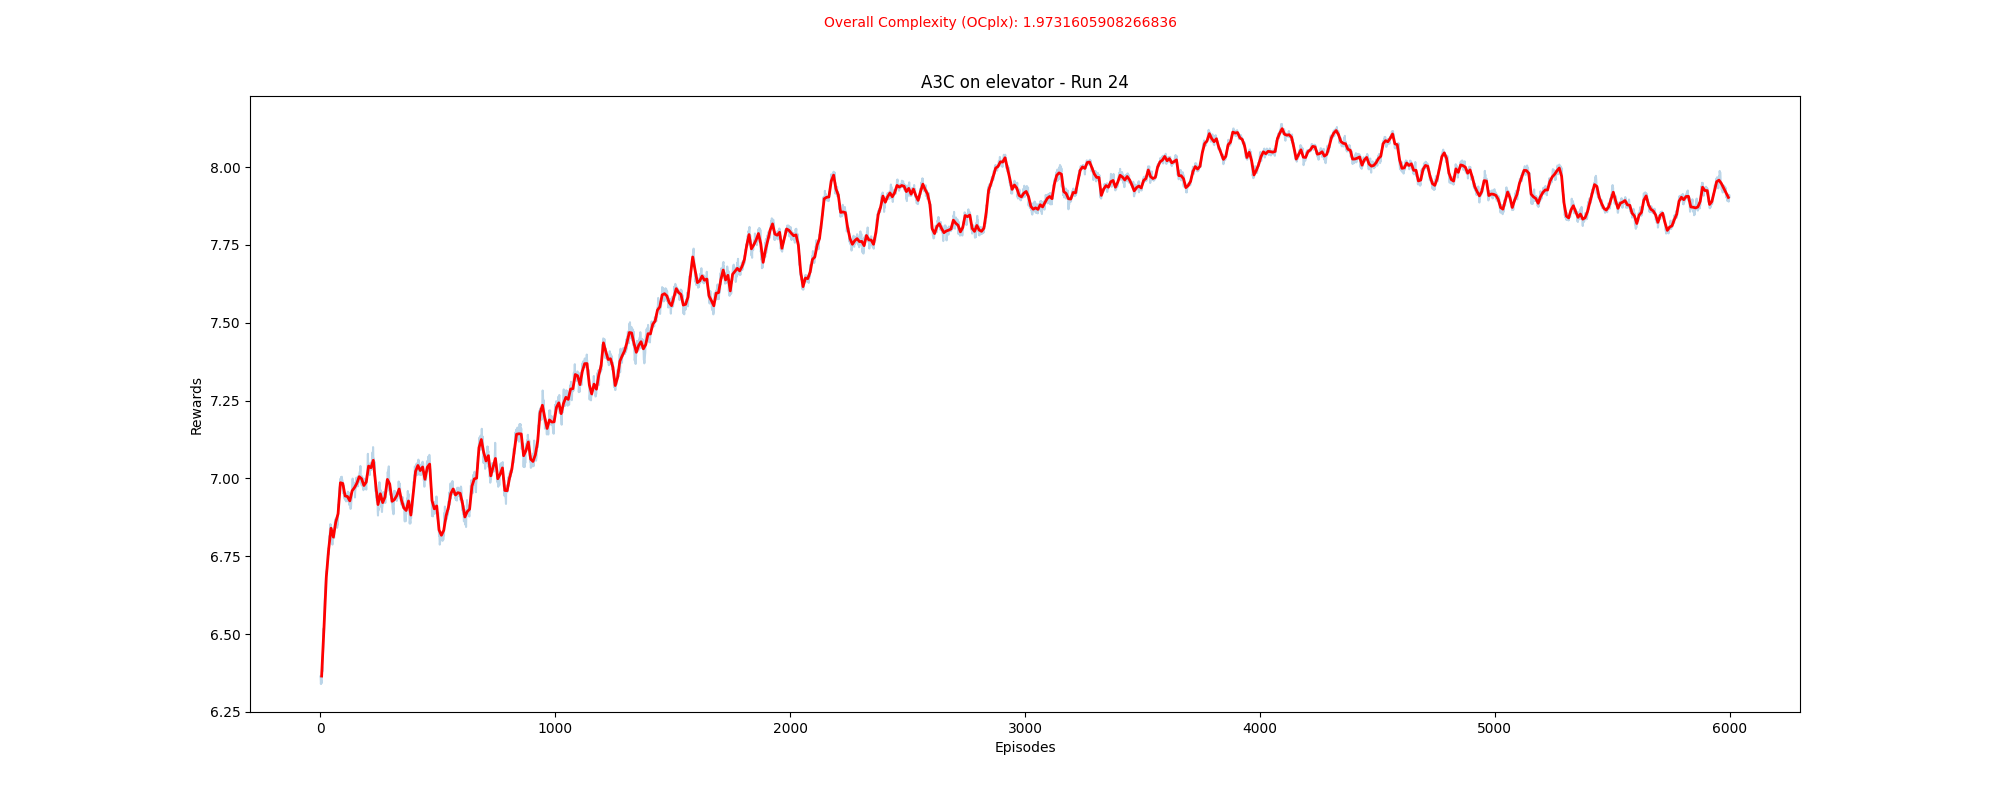 Overall Complexity (OCplx): 1.9731605908266836
A3C on elevator - Run 24
Rewards
8.00
7.75
7.50
7.25
7.00
6.75
6.50
6.25
0 1000 2000 3000 4000 5000 6000
Episodes